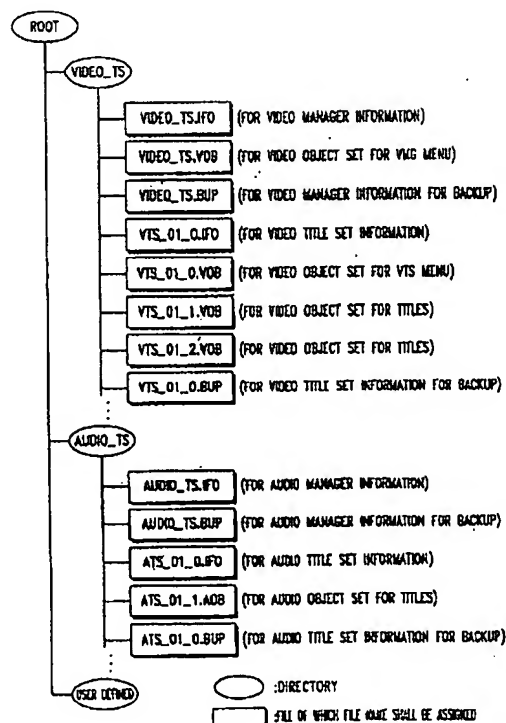 ROOT
VIDEO_TS
VIDEO_TS.IFO (FOR VIDEO MANAGER INFORMATION)
VIDEO_TS.VOB (FOR VIDEO OBJECT SET FOR VMG MENU)
VIDEO_TS.BUP (FOR VIDEO MANAGER INFORMATION FOR BACKUP)
VTS_01_0.IFO (FOR VIDEO TITLE SET INFORMATION)
VTS_01_0.VOB (FOR VIDEO OBJECT SET FOR VTS MENU)
VTS_01_1.VOB (FOR VIDEO OBJECT SET FOR TITLES)
VTS_01_2.VOB (FOR VIDEO OBJECT SET FOR TITLES)
VTS_01_0.BUP (FOR VIDEO TITLE SET INFORMATION FOR BACKUP)
AUDIO_TS
AUDIO_TS.IFO (FOR AUDIO MANAGER INFORMATION)
AUDIO_TS.BUP (FOR AUDIO MANAGER INFORMATION FOR BACKUP)
ATS_01_0.IFO (FOR AUDIO TITLE SET INFORMATION)
ATS_01_1.AOB (FOR AUDIO OBJECT SET FOR TITLES)
ATS_01_0.BUP (FOR AUDIO TITLE SET INFORMATION FOR BACKUP)
USER DEFINED
:DIRECTORY
:FILE OF WHICH FILE NAME SHALL BE ASSIGNED